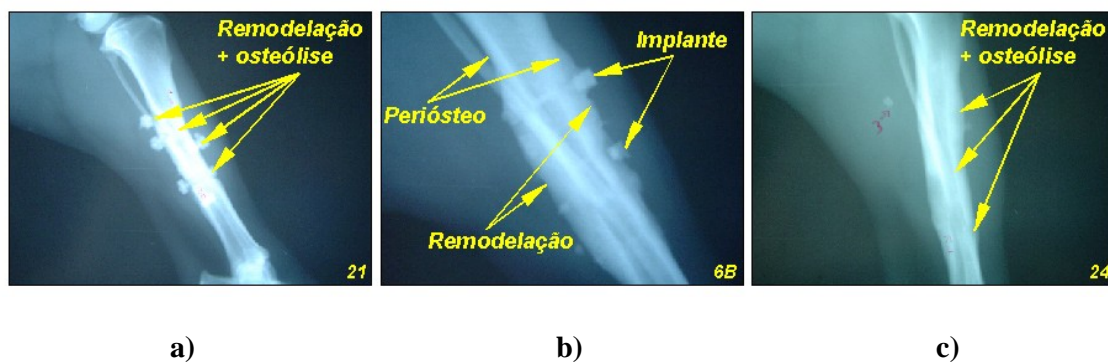 Remodelação
+ osteólise
21
Implante
Periósteo
Remodelação
6B
Remodelação
+ osteólise
24
a)
b)
c)